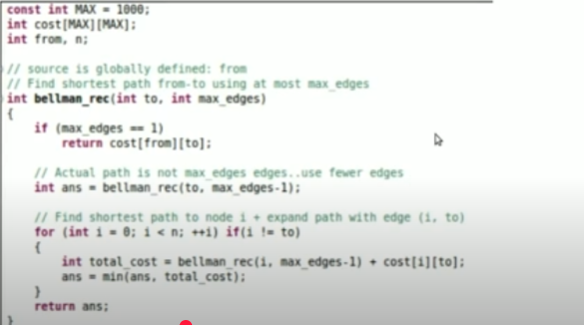 const int MAX = 1000;
int cost[MAX][MAX];
int from, n;
// source is globally defined: from
// Find shortest path from-to using at most max_edges
int bellman_rec(int to, int max_edges)
{
if (max_edges == 1)
return cost[from][to];
// Actual path is not max_edges edges..use fewer edges
int ans = bellman_rec(to, max_edges-1);
// Find shortest path to node i + expand path with edge (i, to)
for (int i = 0; i < n; ++i) if(i != to)
{
int total_cost = bellman_rec(i, max_edges-1) + cost[i][to];
ans = min(ans, total_cost);
}
return ans;
}